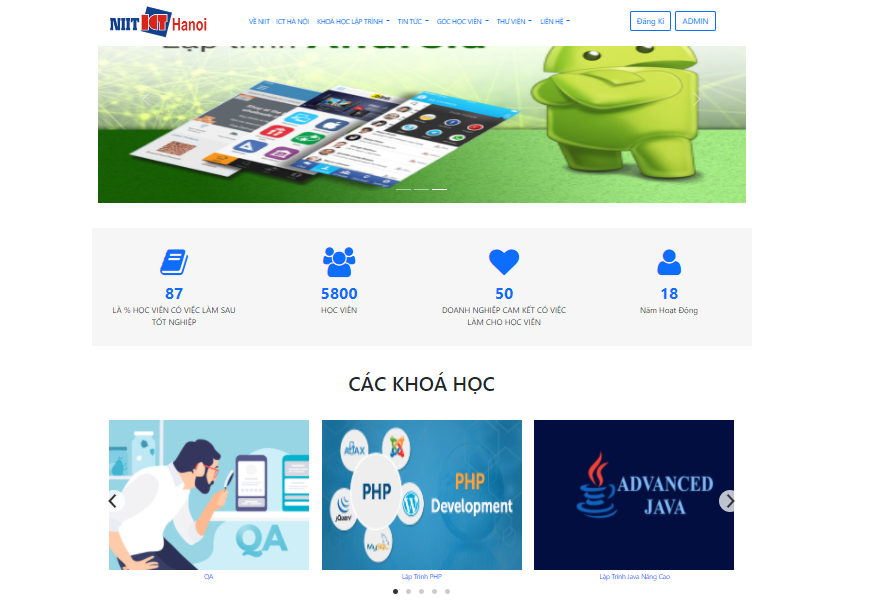 NIIT ICT Hanoi
VỀ NIIT - ICT HÀ NỘI KHOÁ HỌC LẬP TRÌNH TIN TỨC GÓC HỌC VIÊN THƯ VIỆN LIÊN HỆ
Đăng Kí ADMIN
Lập trình Android
87
LÀ % HỌC VIÊN CÓ VIỆC LÀM SAU
TỐT NGHIỆP
5800
HỌC VIÊN
50
DOANH NGHIỆP CAM KẾT CÓ VIỆC
LÀM CHO HỌC VIÊN
18
Năm Hoạt Động
CÁC KHOÁ HỌC
QA
QA
AJAX
PHP
jQuery
MySQL
PHP
Development
Lập Trình PHP
ADVANCED
JAVA
Lập Trình Java Nâng Cao